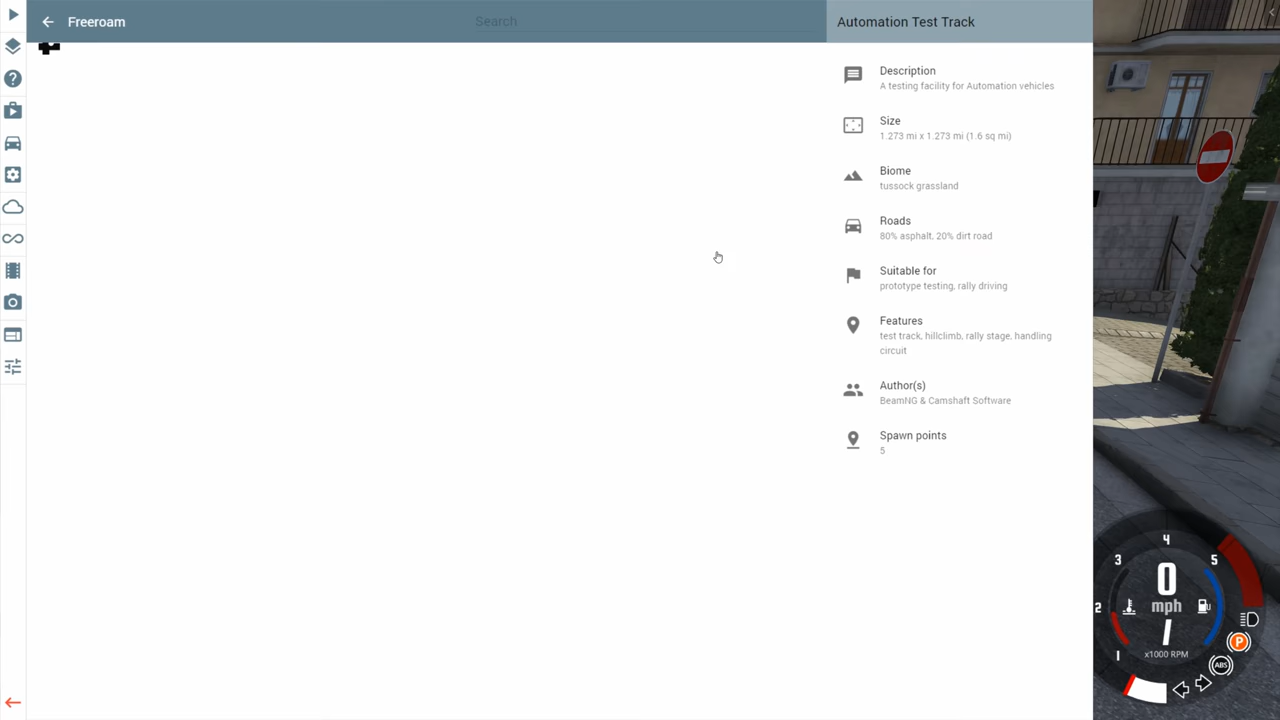 Freeroam
Search
Automation Test Track
Description
A testing facility for Automation vehicles
Size
1.273 mi x 1.273 mi (1.6 sq mi)
Biome
tussock grassland
Roads
80% asphalt, 20% dirt road
Suitable for
prototype testing, rally driving
Features
test track, hillclimb, rally stage, handling
circuit
Author(s)
BeamNG & Camshaft Software
Spawn points
5
4
3 5
0
2 mph
1
1
x1000 RPM
P
ABS